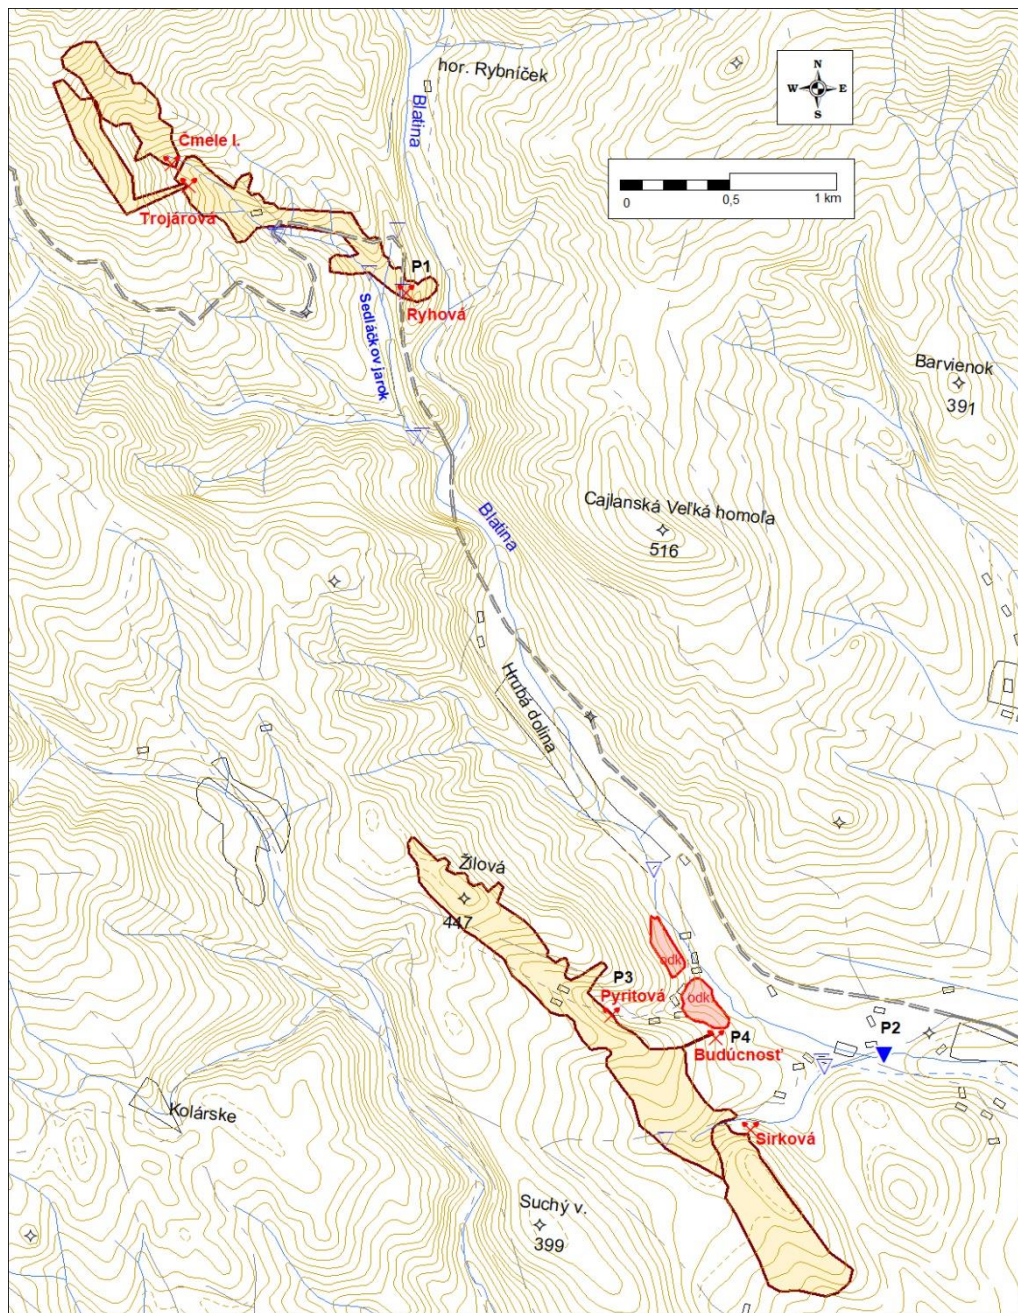 hor. Rybníček
N
W E
S
Blatina
Čmele I.
0 0,5 1 km
Trojárová
P1
Ryhová
Sedláčkov jarok
Barvienok
391
Blatina
Cajlanská Veľká homoľa
516
Hrubá dolina
Žilová
447
odk.
P3
Pyritová
odk.
P4
Budúcnosť
P2
Sirková
Kolárske
Suchý v.
399